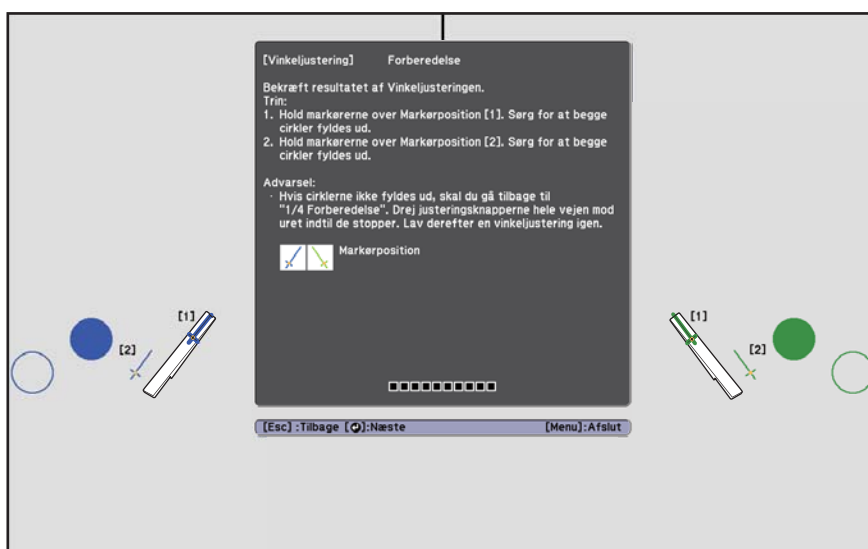 [Vinkeljustering] Forberedelse
Bekræft resultatet af Vinkeljusteringen.
Trin:
1. Hold markørerne over Markørposition [1]. Sørg for at begge
cirkler fyldes ud.
2. Hold markørerne over Markørposition [2]. Sørg for at begge
cirkler fyldes ud.
Advarsel:
· Hvis cirklerne ikke fyldes ud, skal du gå tilbage til
"1/4 Forberedelse". Drej justeringsknapperne hele vejen mod
uret indtil de stopper. Lav derefter en vinkeljustering igen.
Markørposition
[1]
[2]
[1]
[2]
[Esc] :Tilbage [⏎]:Næste [Menu]:Afslut